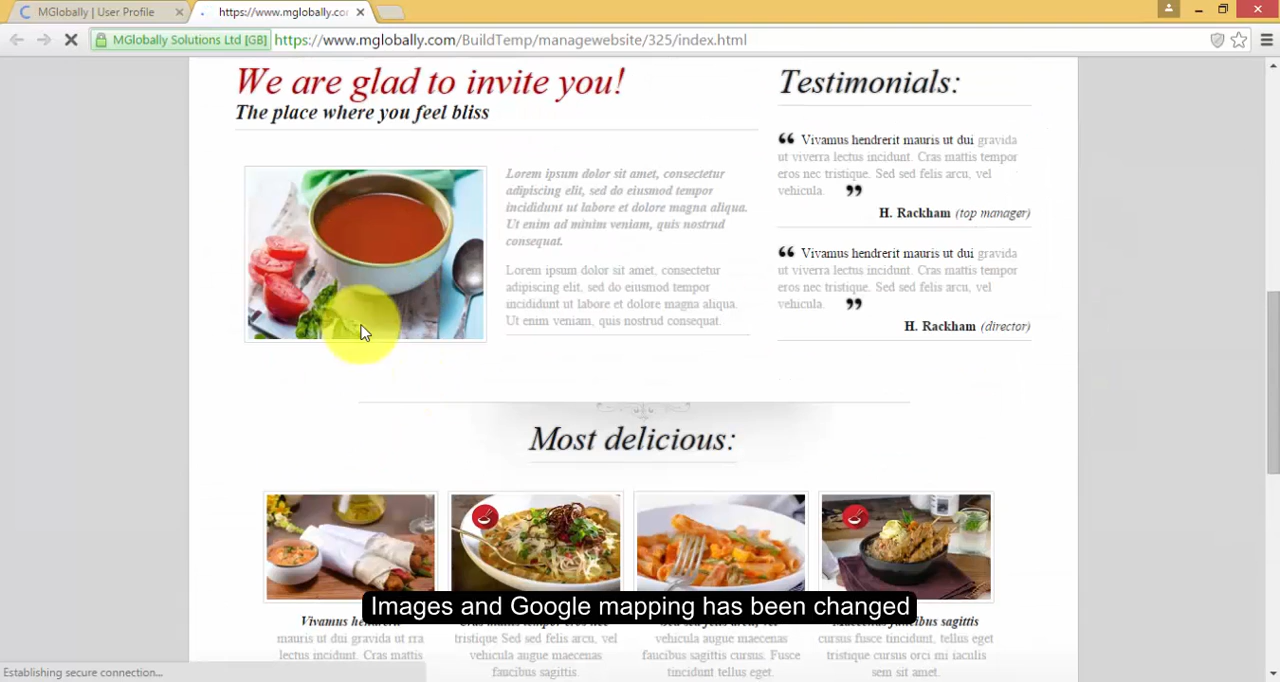 MGlobally | User Profile
https://www.mglobally.co
MGlobally Solutions Ltd [GB]
https://www.mglobally.com/BuildTemp/managewebsite/325/index.html
We are glad to invite you!
The place where you feel bliss
Lorem ipsum dolor sit amet, consectetur
adipiscing elit, sed do eiusmod tempor
incididunt ut labore et dolore magna aliqua.
Ut enim ad minim veniam, quis nostrud
consequat.
Lorem ipsum dolor sit amet, consectetur
adipiscing elit, sed do eiusmod tempor
incididunt ut labore et dolore magna aliqua.
Ut enim veniam, quis nostrud consequat.
Testimonials:
“ Vivamus hendrerit mauris ut dui gravida
ut viverra lectus incidunt. Cras mattis tempor
eros nec tristique. Sed sed felis arcu, vel
vehicula. ”
H. Rackham (top manager)
“ Vivamus hendrerit mauris ut dui gravida
ut viverra lectus incidunt. Cras mattis tempor
eros nec tristique. Sed sed felis arcu, vel
vehicula. ”
H. Rackham (director)
Most delicious:
Images and Google mapping has been changed
Vivamus
mauris ut dui gravida ut rra
lectus incidunt. Cras mattis
tristique Sed sed felis arcu, vel
vehicula augue maecenas
faucibus sagittis.
vehicula augue maecenas
faucibus sagittis cursus. Fusce
tincidunt tellus eget.
faucibus sagittis
cursus fusce tincidunt, tellus eget
tristique cursus orci mi iaculis
sem sit amet.
Establishing secure connection...